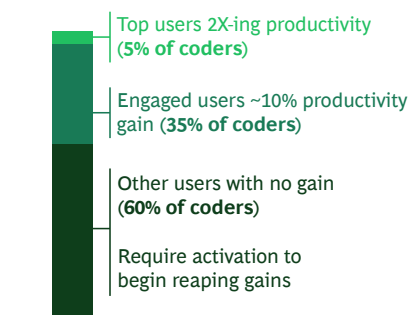 Top users 2X-ing productivity
(5% of coders)
Engaged users ~10% productivity
gain (35% of coders)
Other users with no gain
(60% of coders)
Require activation to
begin reaping gains